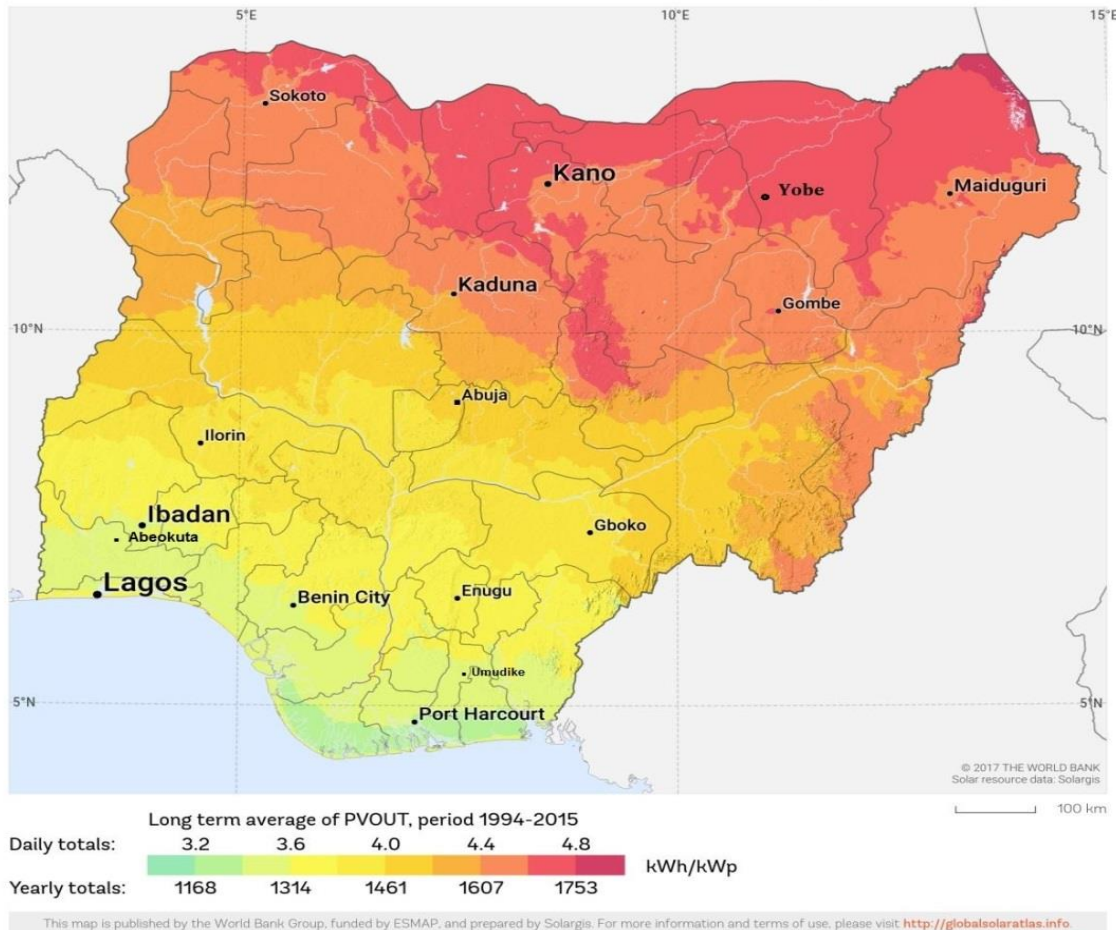 5°E 10°E 15°E
Sokoto
Kano
Yobe
Maiduguri
Kaduna
Gombe
10°N 10°N
Abuja
Ilorin
Ibadan
Gboko
Abeokuta
Lagos
Enugu
Benin City
Umudike
5°N 5°N
Port Harcourt
© 2017 THE WORLD BANK
Solar resource data: Solargis
100 km
Long term average of PVOUT, period 1994-2015
Daily totals: 3.2 3.6 4.0 4.4 4.8
kWh/kWp
Yearly totals: 1168 1314 1461 1607 1753
This map is published by the World Bank Group, funded by ESMAP, and prepared by Solargis. For more information and terms of use, please visit http://globalsolaratlas.info.